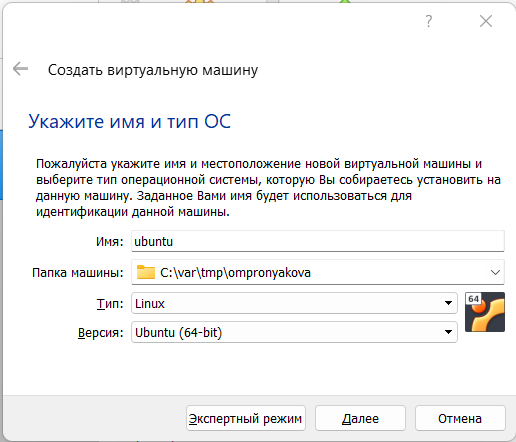 ?
Создать виртуальную машину
Укажите имя и тип ОС
Пожалуйста укажите имя и местоположение новой виртуальной машины и
выберите тип операционной системы, которую Вы собираетесь установить на
данную машину. Заданное Вами имя будет использоваться для
идентификации данной машины.
Имя: ubuntu
Папка машины: C:\var\tmp\ompronyakova
Тип: Linux 64
Версия: Ubuntu (64-bit)
Экспертный режим Далее Отмена